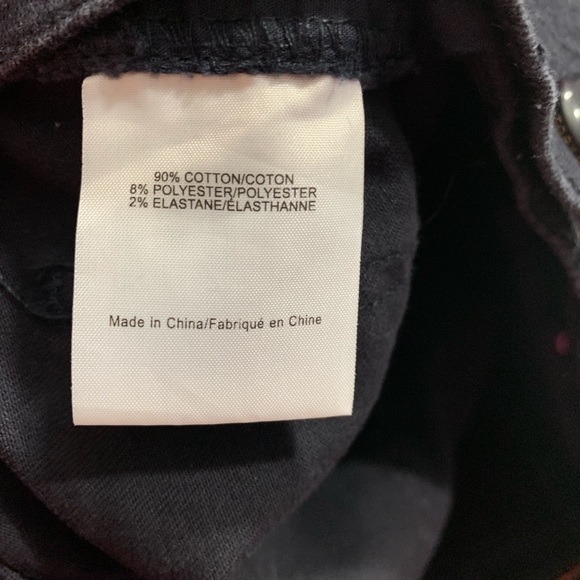 90% COTTON/COTON
8% POLYESTER/POLYESTER
2% ELASTANE/ÉLASTHANNE
Made in China/Fabriqué en Chine